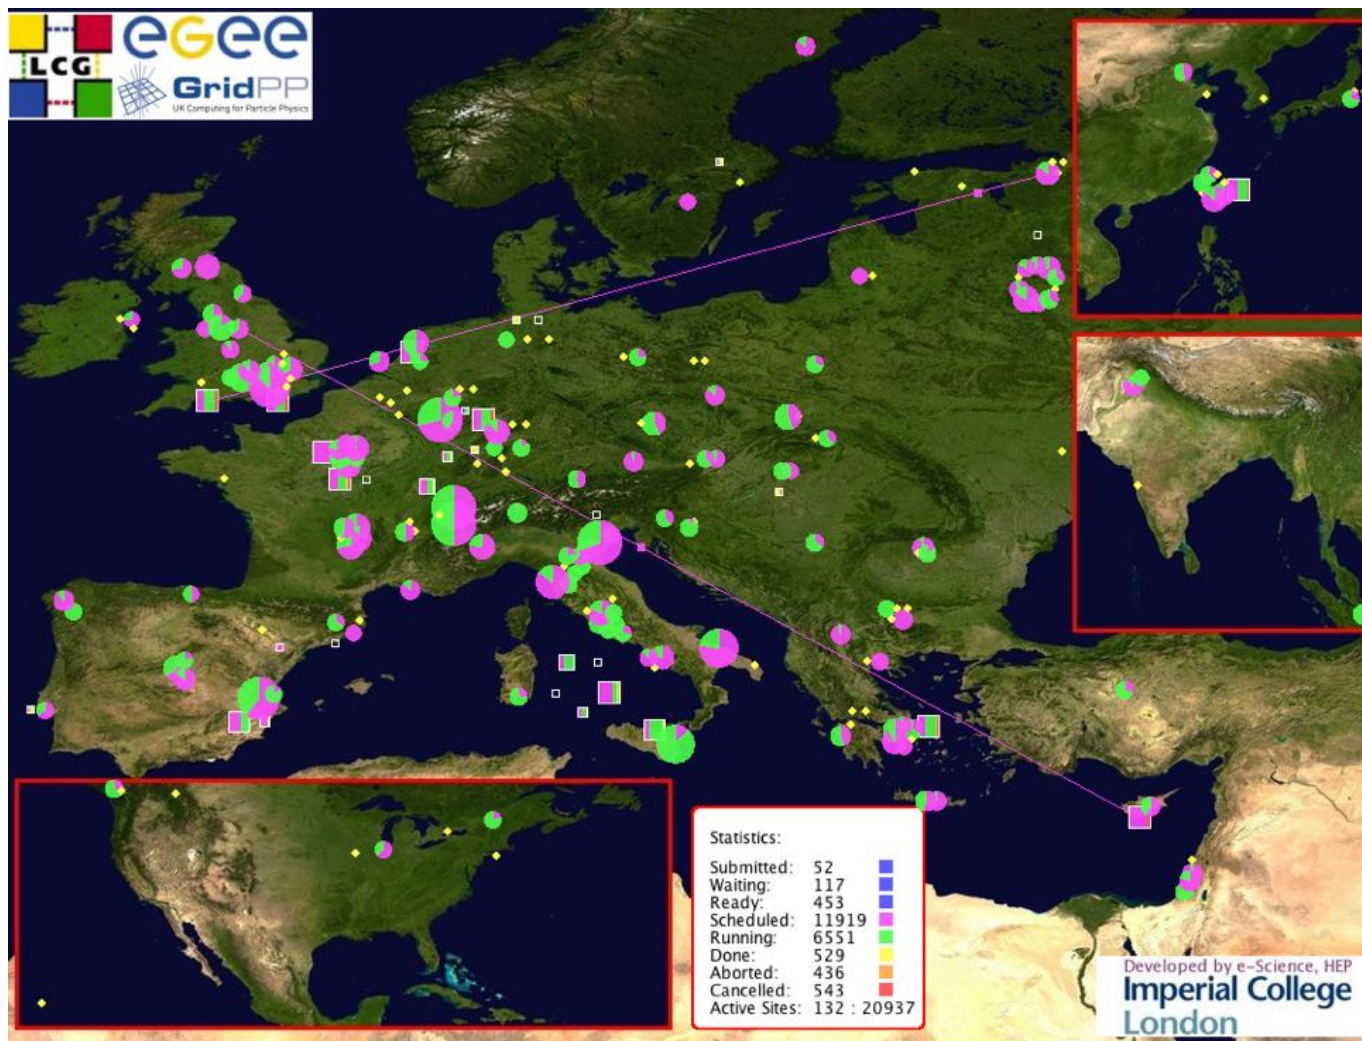 LCG
egee
GridPP
UK Computing for Particle Physics
Statistics:
Submitted: 52
Waiting: 117
Ready: 453
Scheduled: 11919
Running: 6551
Done: 529
Aborted: 436
Cancelled: 543
Active Sites: 132 : 20937
Developed by e-Science, HEP
Imperial College
London